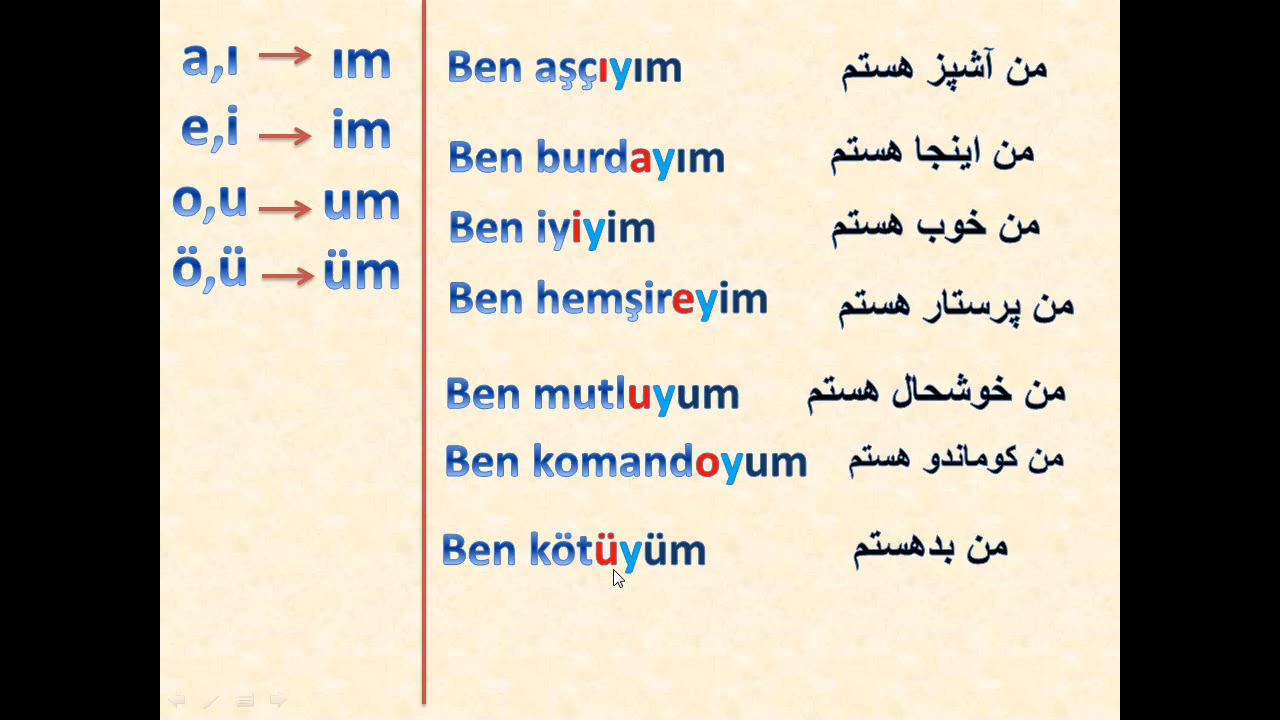 a,ı → ım
e,i → im
o,u → um
ö,ü → üm
Ben aşçıyım من آشپز هستم
Ben burdayım من اینجا هستم
Ben iyiyim من خوب هستم
Ben hemşireyim من پرستار هستم
Ben mutluyum من خوشحال هستم
Ben komandoyum من کوماندو هستم
Ben kötüyüm من بدهستم